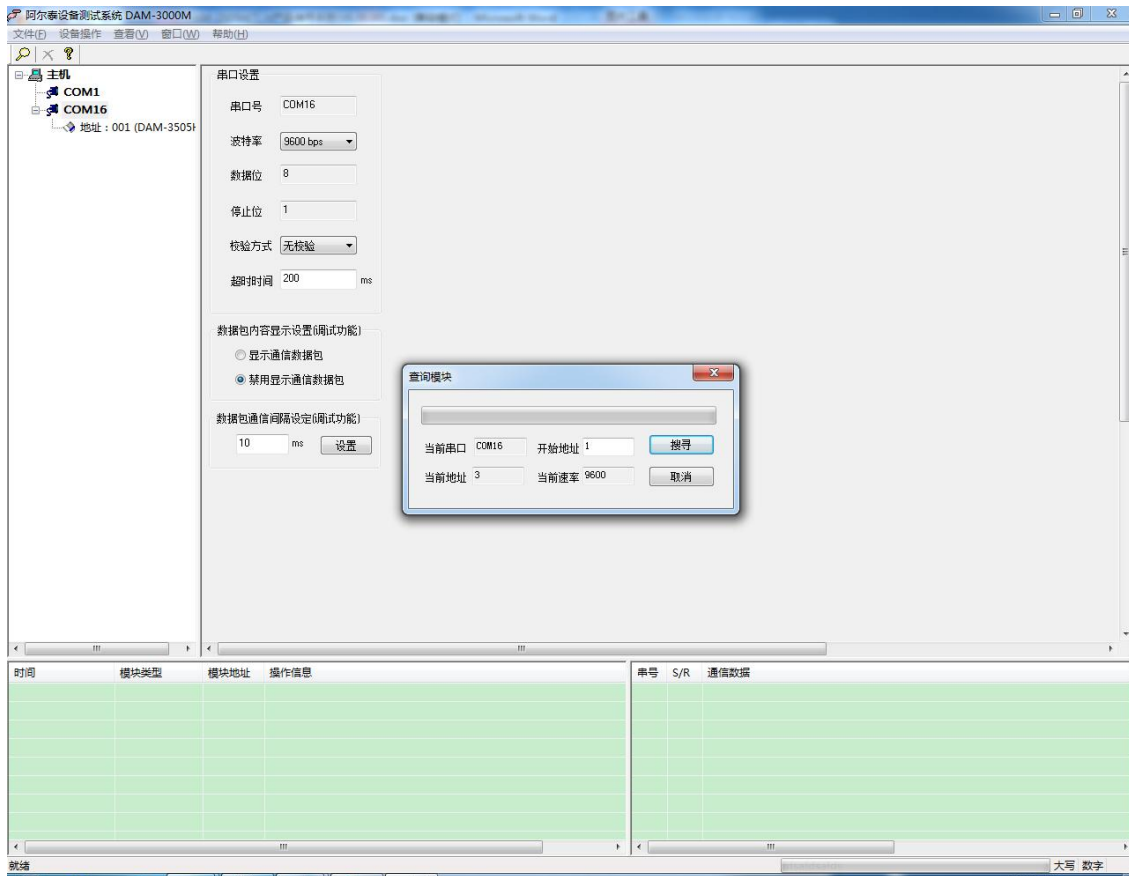 阿尔泰设备测试系统 DAM-3000M
文件(F) 设备操作 查看(V) 窗口(W) 帮助(H)
主机
COM1
COM16
地址：001 (DAM-3505
串口设置
串口号 COM16
波特率 9600 bps
数据位 8
停止位 1
校验方式 无校验
超时时间 200 ms
数据包内容显示设置(调试功能)
显示通信数据包
禁用显示通信数据包
数据包通信间隔设定(调试功能)
10 ms 设置
查询模块
当前串口 COM16 开始地址 1 搜寻
当前地址 3 当前速率 9600 取消
时间 模块类型 模块地址 操作信息
串号 S/R 通信数据
就绪 大写 数字